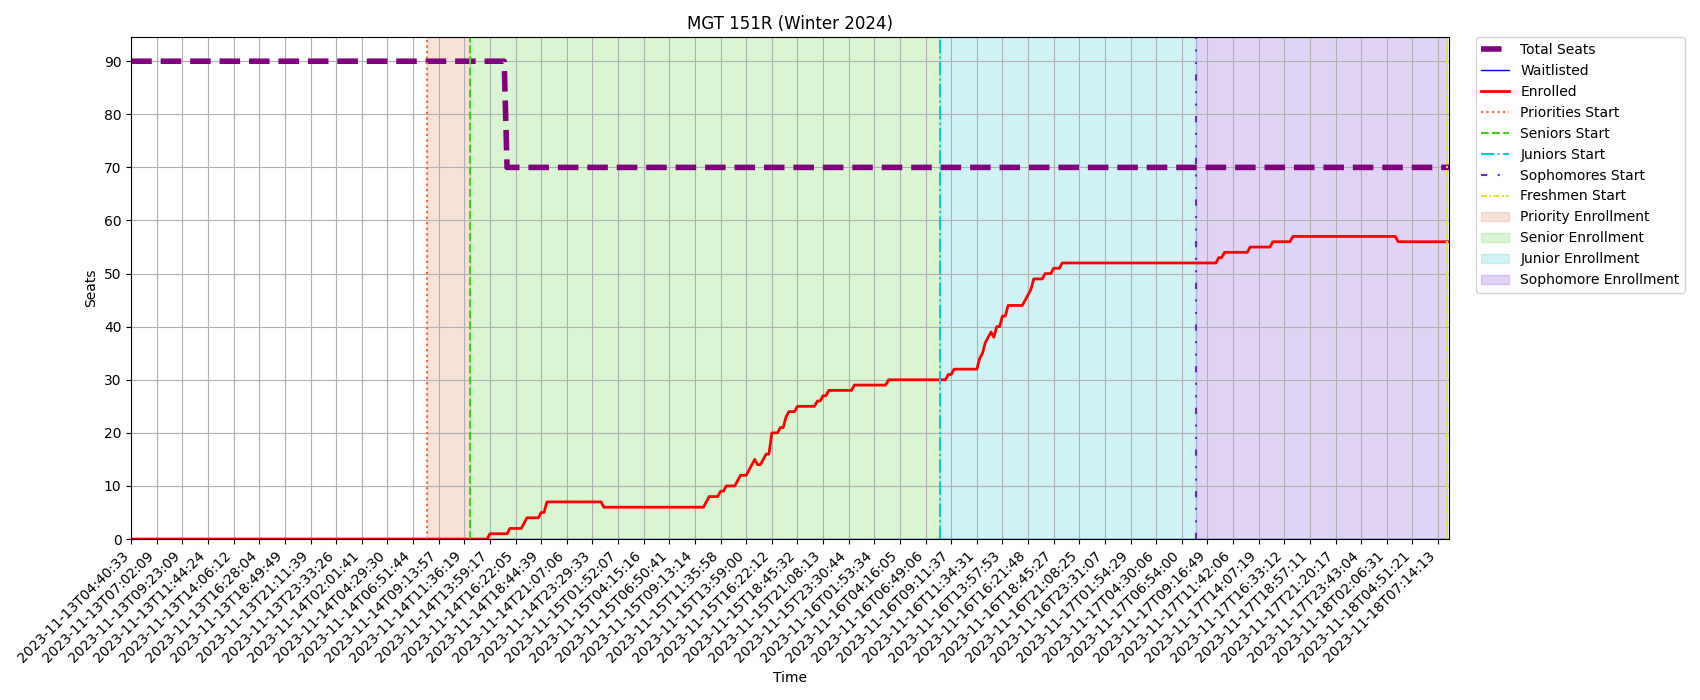 MGT 151R (Winter 2024)
Total Seats
Waitlisted
Enrolled
Priorities Start
Seniors Start
Juniors Start
Sophomores Start
Freshmen Start
Priority Enrollment
Senior Enrollment
Junior Enrollment
Sophomore Enrollment
Seats
90
80
70
60
50
40
30
20
10
0
2023-11-13T04:40:33
2023-11-13T07:02:09
2023-11-13T09:23:09
2023-11-13T11:44:24
2023-11-13T14:06:12
2023-11-13T16:28:04
2023-11-13T18:49:49
2023-11-13T21:11:39
2023-11-13T23:33:26
2023-11-14T02:01:41
2023-11-14T04:29:30
2023-11-14T06:51:44
2023-11-14T09:13:57
2023-11-14T11:36:19
2023-11-14T13:59:17
2023-11-14T16:22:05
2023-11-14T18:44:39
2023-11-14T21:07:06
2023-11-14T23:29:33
2023-11-15T01:52:07
2023-11-15T04:15:16
2023-11-15T06:50:41
2023-11-15T09:13:14
2023-11-15T11:35:58
2023-11-15T13:59:00
2023-11-15T16:22:12
2023-11-15T18:45:32
2023-11-15T21:08:13
2023-11-15T23:30:44
2023-11-16T01:53:34
2023-11-16T04:16:05
2023-11-16T06:49:06
2023-11-16T09:11:37
2023-11-16T11:34:31
2023-11-16T13:57:53
2023-11-16T16:21:48
2023-11-16T18:45:27
2023-11-16T21:08:25
2023-11-16T23:31:07
2023-11-17T01:54:29
2023-11-17T04:30:06
2023-11-17T06:54:00
2023-11-17T09:16:49
2023-11-17T11:42:06
2023-11-17T14:07:19
2023-11-17T16:33:12
2023-11-17T18:57:11
2023-11-17T21:20:17
2023-11-17T23:43:04
2023-11-18T02:06:31
2023-11-18T04:51:21
2023-11-18T07:14:13
Time